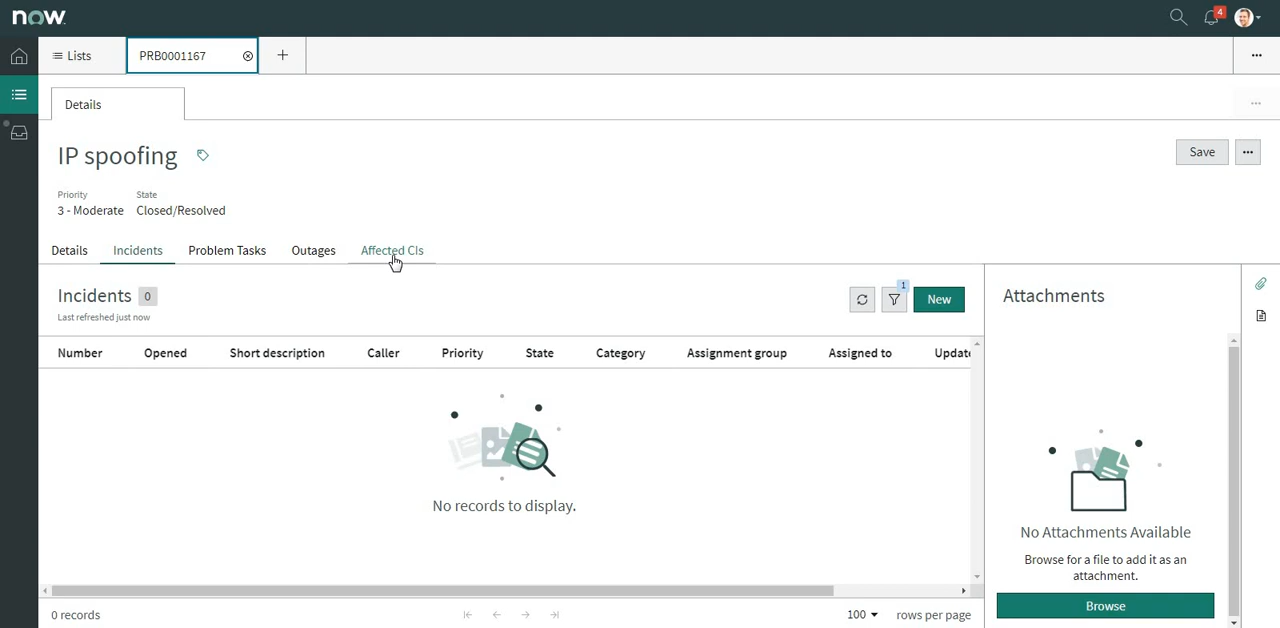 now
4
Lists
PRB0001167
Details
IP spoofing
Save
Priority
State
3 - Moderate
Closed/Resolved
Details
Incidents
Problem Tasks
Outages
Affected CIs
Incidents 0
Last refreshed just now
1
New
Number
Opened
Short description
Caller
Priority
State
Category
Assignment group
Assigned to
Update
No records to display.
0 records
100
rows per page
Attachments
No Attachments Available
Browse for a file to add it as an
attachment.
Browse